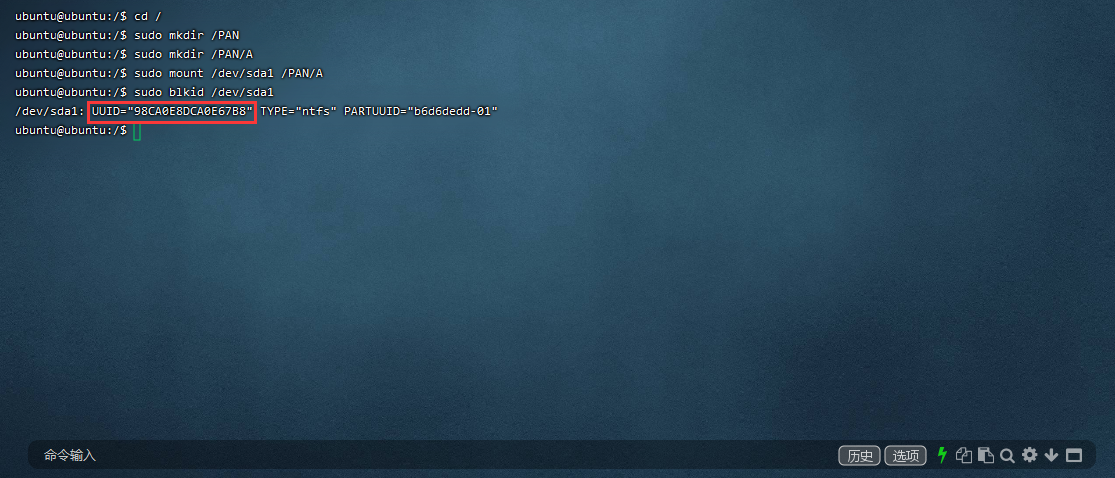 ubuntu@ubuntu:/$ cd /
ubuntu@ubuntu:/$ sudo mkdir /PAN
ubuntu@ubuntu:/$ sudo mkdir /PAN/A
ubuntu@ubuntu:/$ sudo mount /dev/sda1 /PAN/A
ubuntu@ubuntu:/$ sudo blkid /dev/sda1
/dev/sda1: UUID="98CA0E8DCA0E67B8" TYPE="ntfs" PARTUUID="b6d6dedd-01"
ubuntu@ubuntu:/$
命令输入 历史 选项